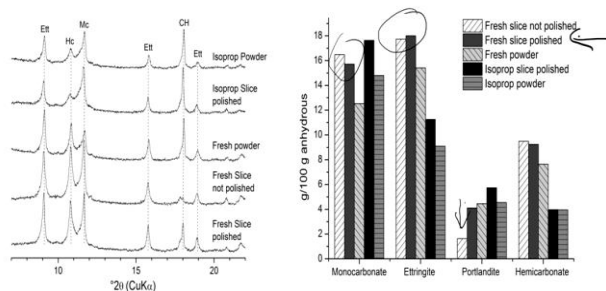 Ett
Hc
Mc
Ett
CH
Ett
Isoprop Powder
Isoprop Slice
polished
Fresh powder
Fresh Slice
not polished
Fresh Slice
polished
10
15
20
°2θ (CuKα)
g/100 g anhydrous
18
16
14
12
10
8
6
4
2
0
Fresh slice not polished
Fresh slice polished
Fresh powder
Isoprop slice polished
Isoprop powder
Monocarbonate
Ettringite
Portlandite
Hemicarbonate